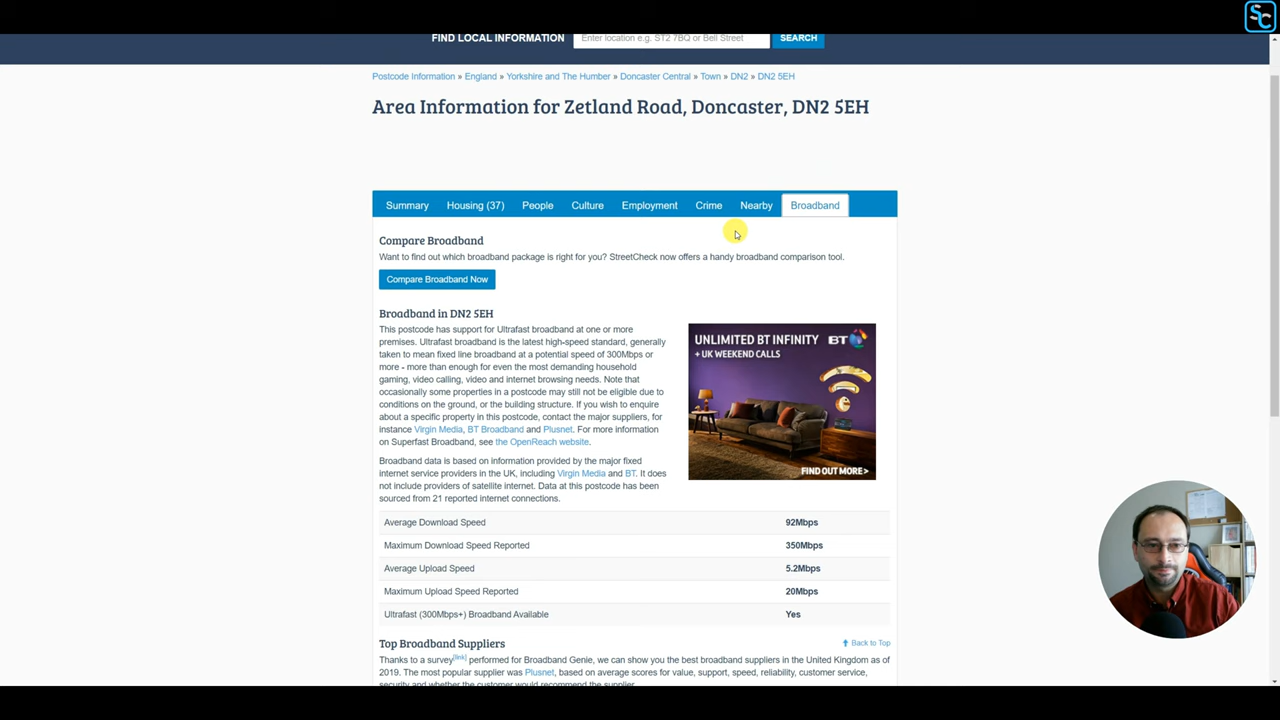 SC
FIND LOCAL INFORMATION
Enter location e.g. ST2 7BQ or Bell Street
SEARCH
Postcode Information » England » Yorkshire and The Humber » Doncaster Central » Town » DN2 » DN2 5EH
Area Information for Zetland Road, Doncaster, DN2 5EH
Summary Housing (37) People Culture Employment Crime Nearby Broadband
Compare Broadband
Want to find out which broadband package is right for you? StreetCheck now offers a handy broadband comparison tool.
Compare Broadband Now
Broadband in DN2 5EH
This postcode has support for Ultrafast broadband at one or more
premises. Ultrafast broadband is the latest high-speed standard, generally
taken to mean fixed line broadband at a potential speed of 300Mbps or
more - more than enough for even the most demanding household
gaming, video calling, video and internet browsing needs. Note that
occasionally some properties in a postcode may still not be eligible due to
conditions on the ground, or the building structure. If you wish to enquire
about a specific property in this postcode, contact the major suppliers, for
instance Virgin Media, BT Broadband and Plusnet. For more information
on Superfast Broadband, see the OpenReach website.
Broadband data is based on information provided by the major fixed
internet service providers in the UK, including Virgin Media and BT. It does
not include providers of satellite internet. Data at this postcode has been
sourced from 21 reported internet connections.
UNLIMITED BT INFINITY
+ UK WEEKEND CALLS
BT
FIND OUT MORE>
Average Download Speed 92Mbps
Maximum Download Speed Reported 350Mbps
Average Upload Speed 5.2Mbps
Maximum Upload Speed Reported 20Mbps
Ultrafast (300Mbps+) Broadband Available Yes
Top Broadband Suppliers
Back to Top
Thanks to a survey[link] performed for Broadband Genie, we can show you the best broadband suppliers in the United Kingdom as of
2019. The most popular supplier was Plusnet, based on average scores for value, support, speed, reliability, customer service,
security and whether the customer would recommend the supplier.